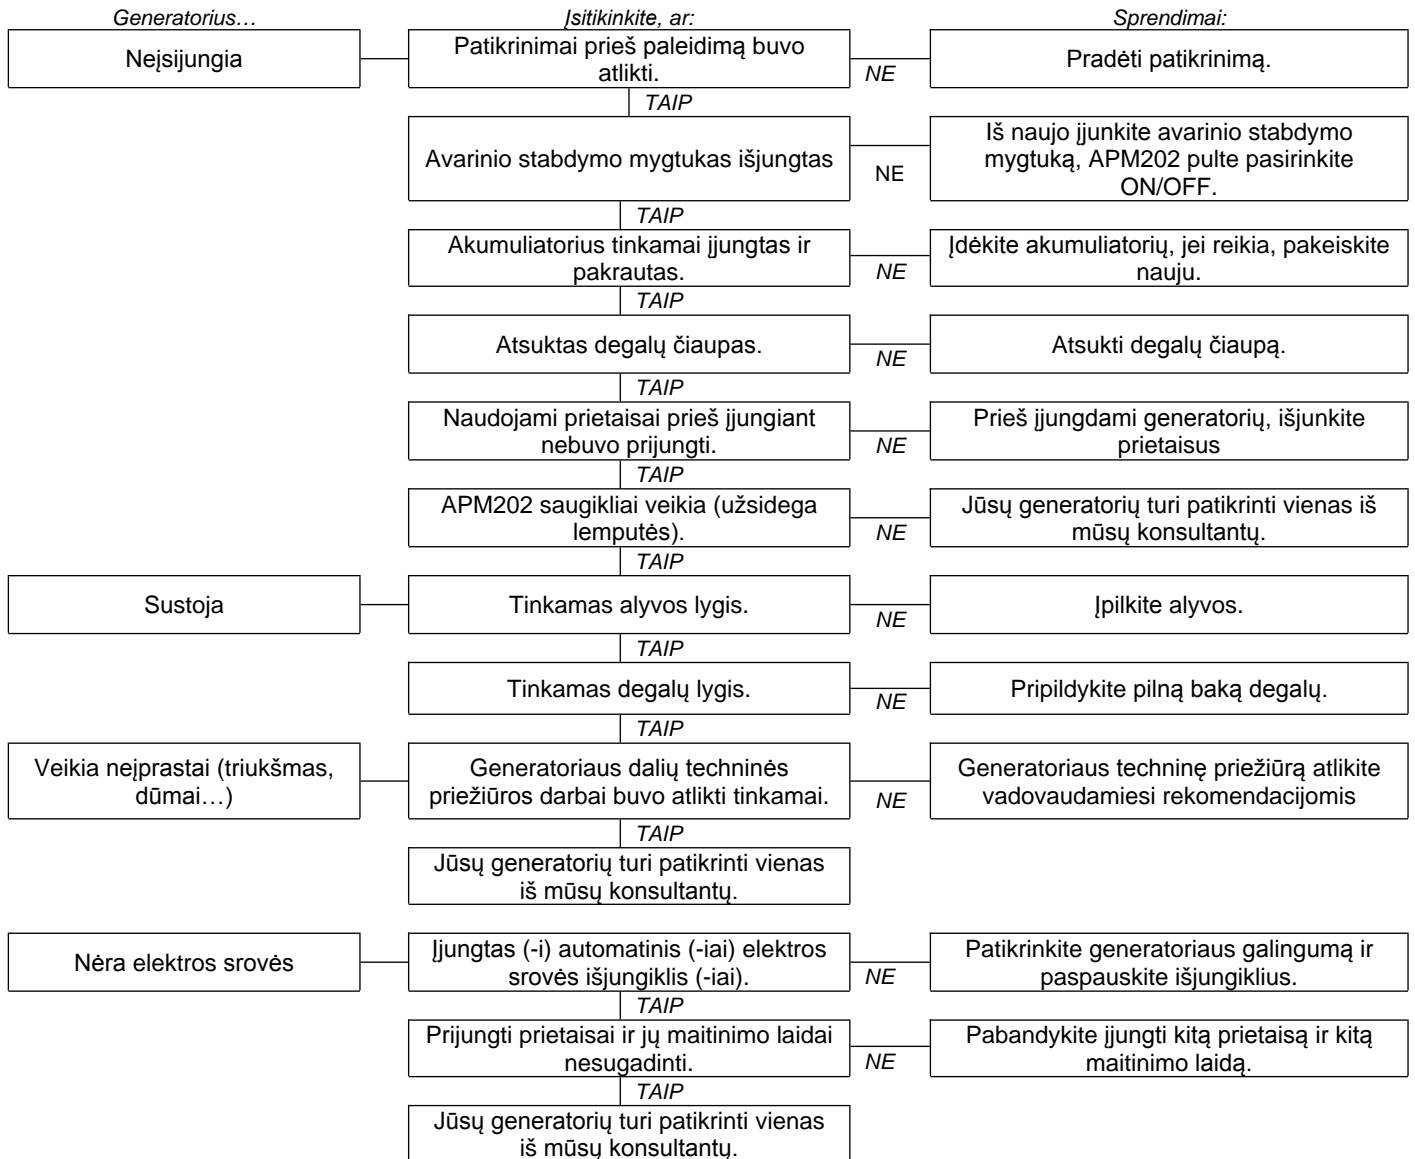 Generatorius… Įsitikinkite, ar: Sprendimai:
Neįsijungia
Patikrinimai prieš paleidimą buvo
atlikti.
NE
Pradėti patikrinimą.
TAIP
Avarinio stabdymo mygtukas išjungtas
NE
Iš naujo įjunkite avarinio stabdymo
mygtuką, APM202 pulte pasirinkite
ON/OFF.
TAIP
Akumuliatorius tinkamai įjungtas ir
pakrautas.
NE
Įdėkite akumuliatorių, jei reikia, pakeiskite
nauju.
TAIP
Atsuktas degalų čiaupas.
NE
Atsukti degalų čiaupą.
TAIP
Naudojami prietaisai prieš įjungiant
nebuvo prijungti.
NE
Prieš įjungdami generatorių, išjunkite
prietaisus
TAIP
APM202 saugikliai veikia (užsidega
lemputės).
NE
Jūsų generatorių turi patikrinti vienas iš
mūsų konsultantų.
TAIP
Sustoja
Tinkamas alyvos lygis.
NE
Įpilkite alyvos.
TAIP
Tinkamas degalų lygis.
NE
Pripildykite pilną baką degalų.
TAIP
Veikia neįprastai (triukšmas,
dūmai…)
Generatoriaus dalių techninės
priežiūros darbai buvo atlikti tinkamai.
NE
Generatoriaus techninę priežiūrą atlikite
vadovaudamiesi rekomendacijomis
TAIP
Jūsų generatorių turi patikrinti vienas
iš mūsų konsultantų.
Nėra elektros srovės
Įjungtas (-i) automatinis (-iai) elektros
srovės išjungiklis (-iai).
NE
Patikrinkite generatoriaus galingumą ir
paspauskite išjungiklius.
TAIP
Prijungti prietaisai ir jų maitinimo laidai
nesugadinti.
NE
Pabandykite įjungti kitą prietaisą ir kitą
maitinimo laidą.
TAIP
Jūsų generatorių turi patikrinti vienas
iš mūsų konsultantų.